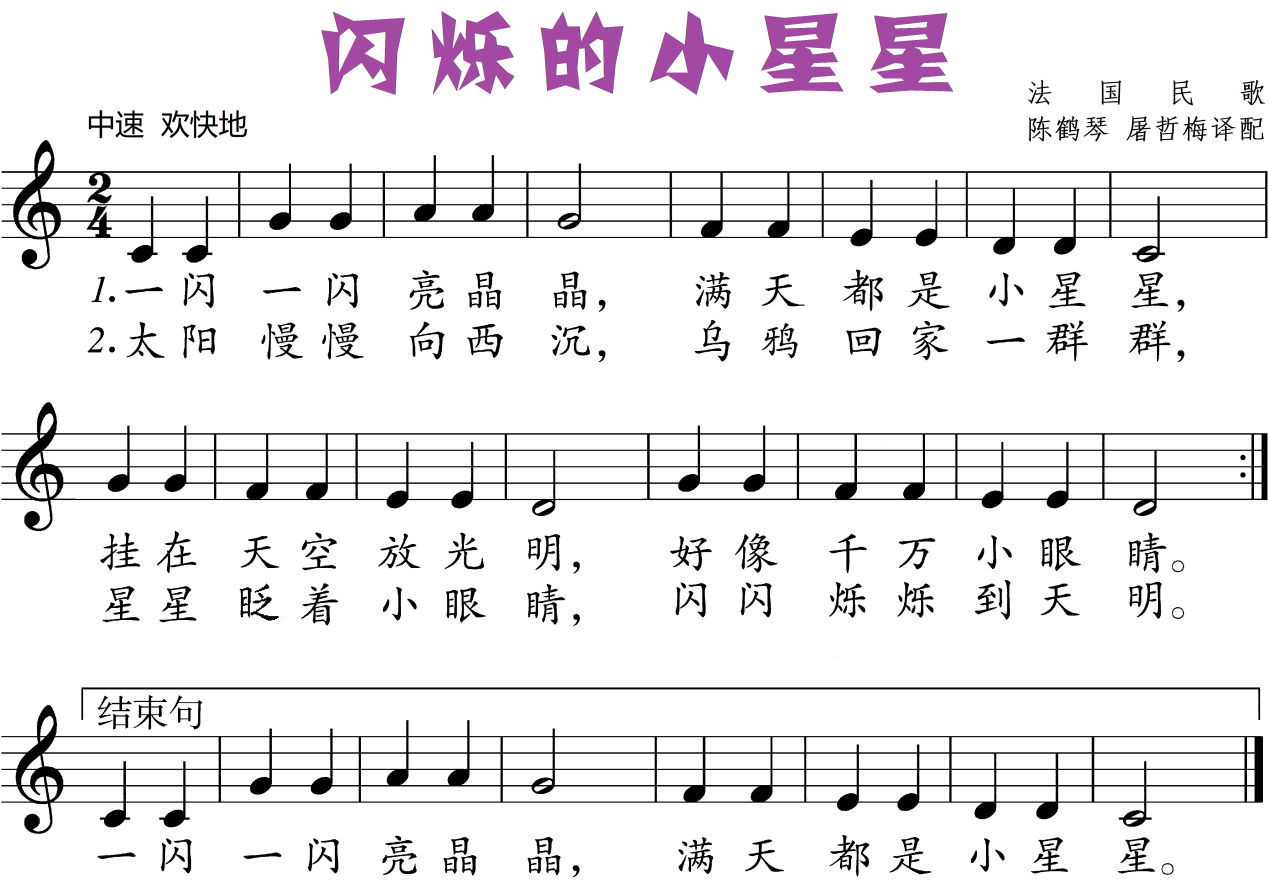 闪烁的小星星
法国民歌
中速 欢快地
陈鹤琴 屠哲梅译配
2
4
1.一闪一闪亮晶晶，满天都是小星星，
2.太阳慢慢向西沉，乌鸦回家一群群，
挂在天空放光明，好像千万小眼睛。
星星眨着小眼睛，闪闪烁烁到天明。
结束句
一闪一闪亮晶晶，满天都是小星星。